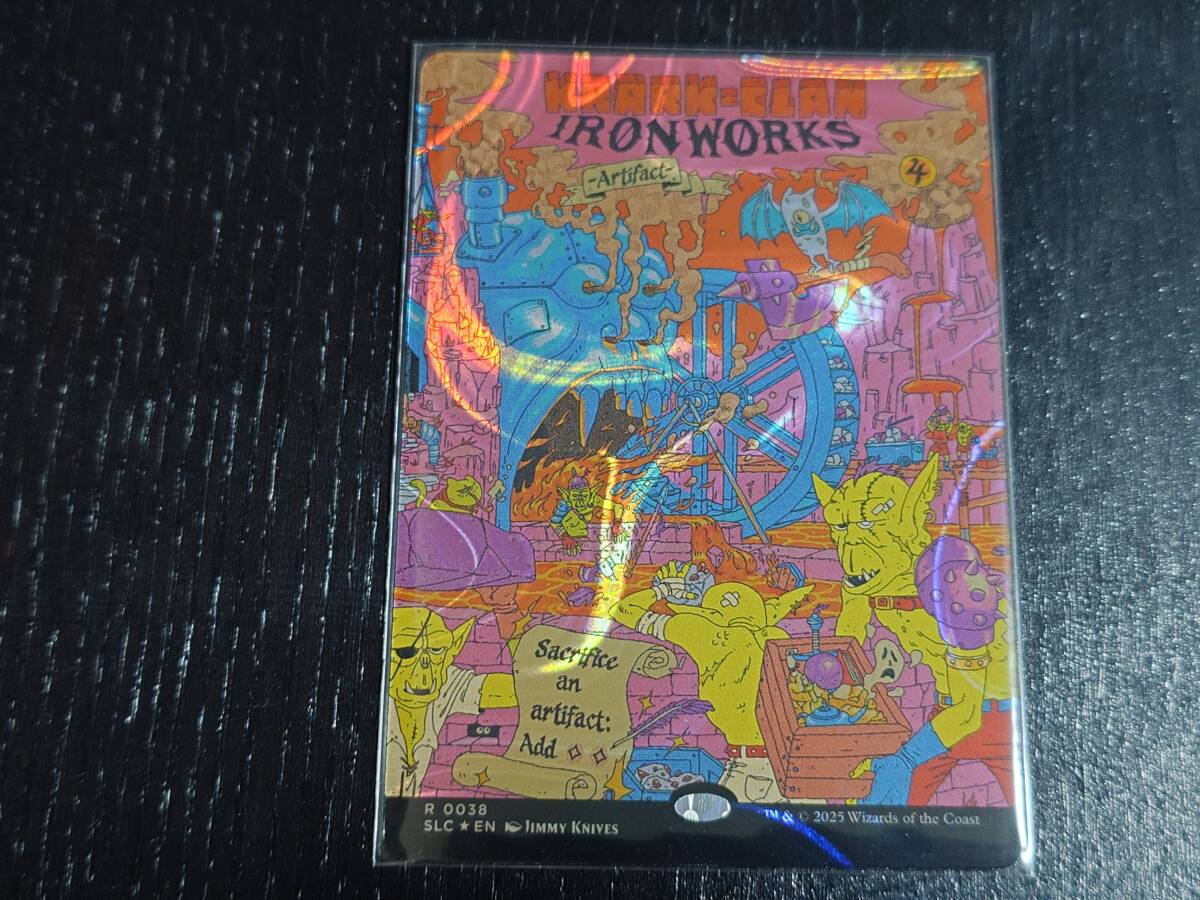 KRARK-CLAN
IRONWORKS
-Artifact-
4
Sacrifice
an
artifact:
Add ◇◇
R 0038
SLC ★ EN JIMMY KNIVES
™ & © 2025 Wizards of the Coast